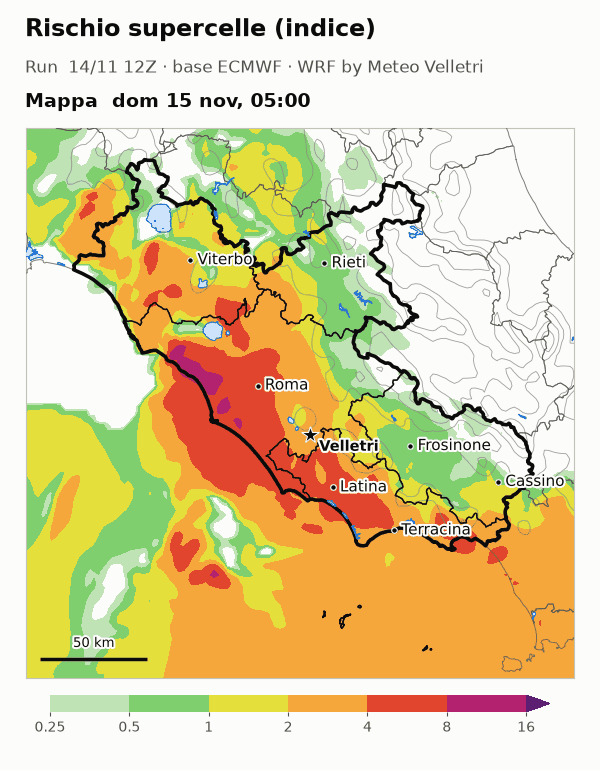 Rischio supercelle (indice)
Run  14/11 12Z · base ECMWF · WRF by Meteo Velletri
Mappa  dom 15 nov, 05:00
Viterbo
Rieti
Roma
Velletri
Frosinone
Cassino
Latina
Terracina
50 km
0.25 0.5 1 2 4 8 16